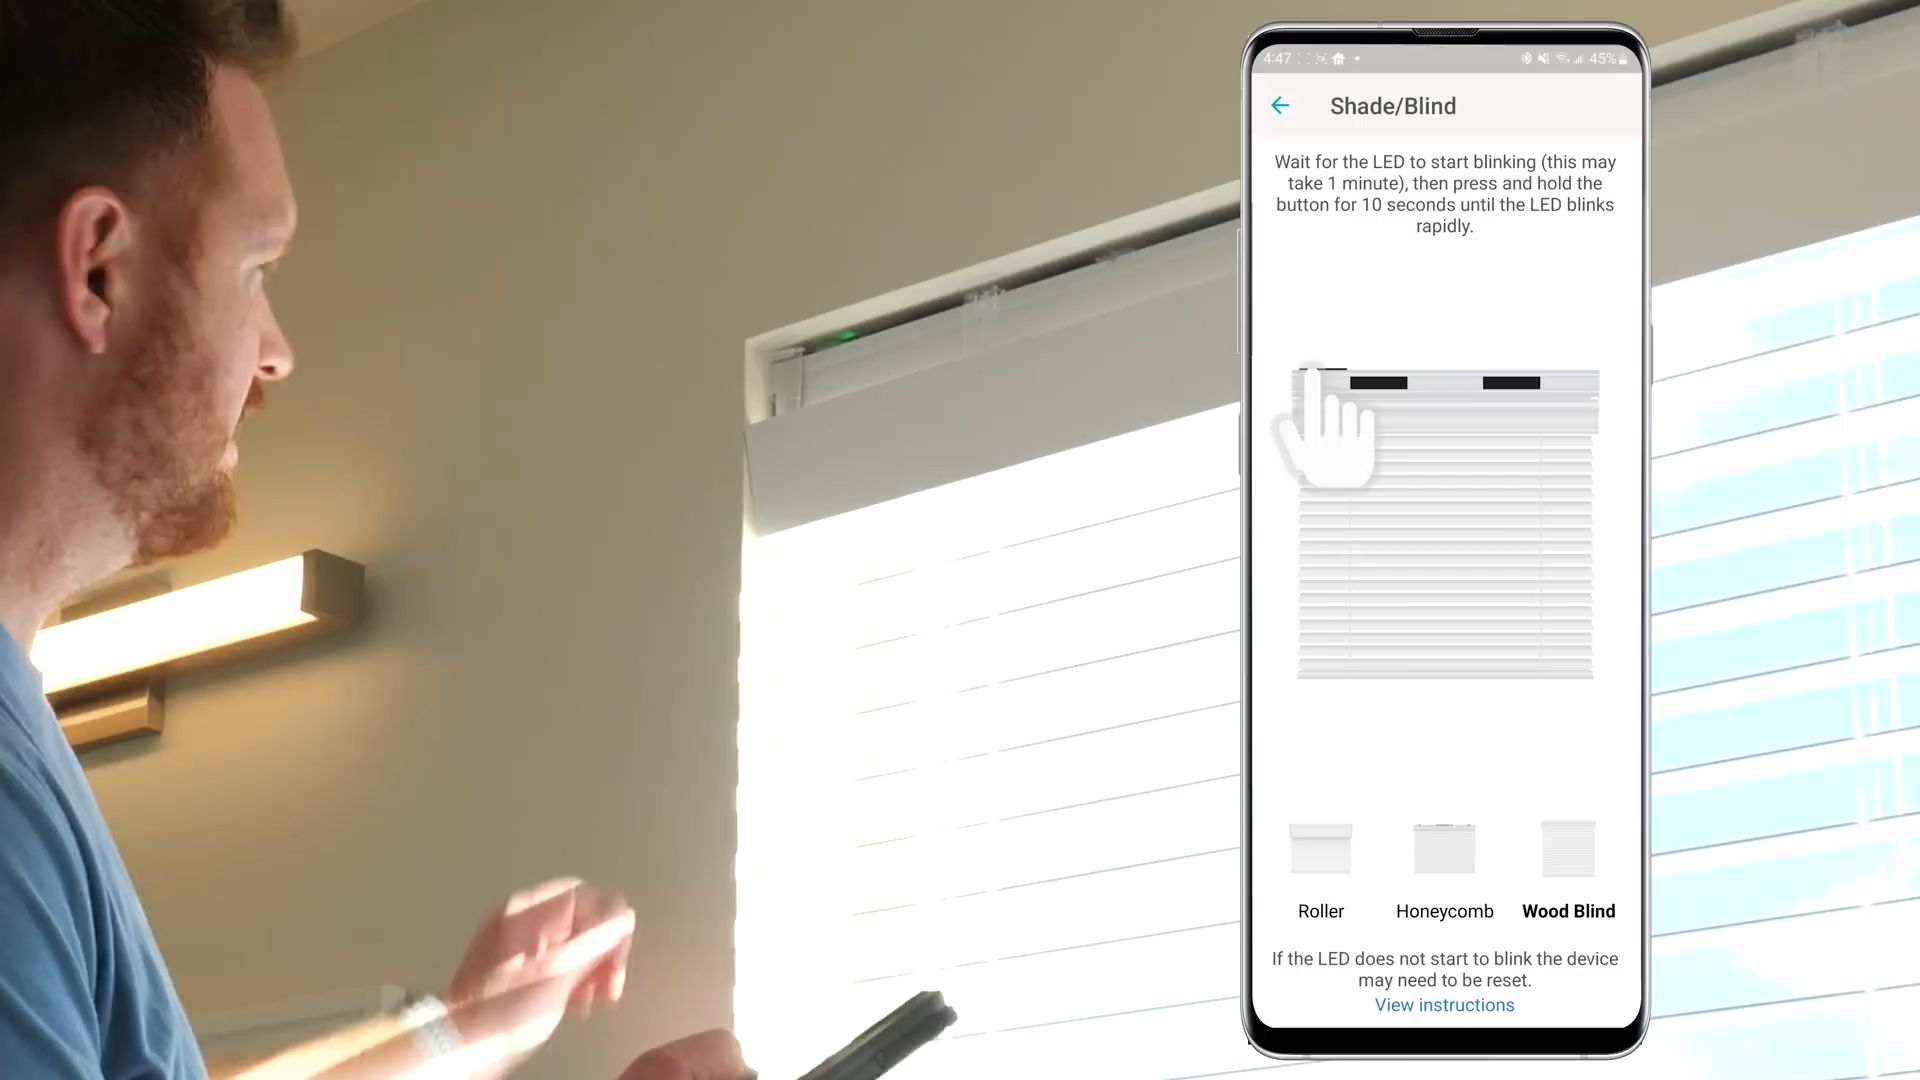 4:47
45%
Shade/Blind
Wait for the LED to start blinking (this may
take 1 minute), then press and hold the
button for 10 seconds until the LED blinks
rapidly.
Roller
Honeycomb
Wood Blind
If the LED does not start to blink the device
may need to be reset.
View instructions